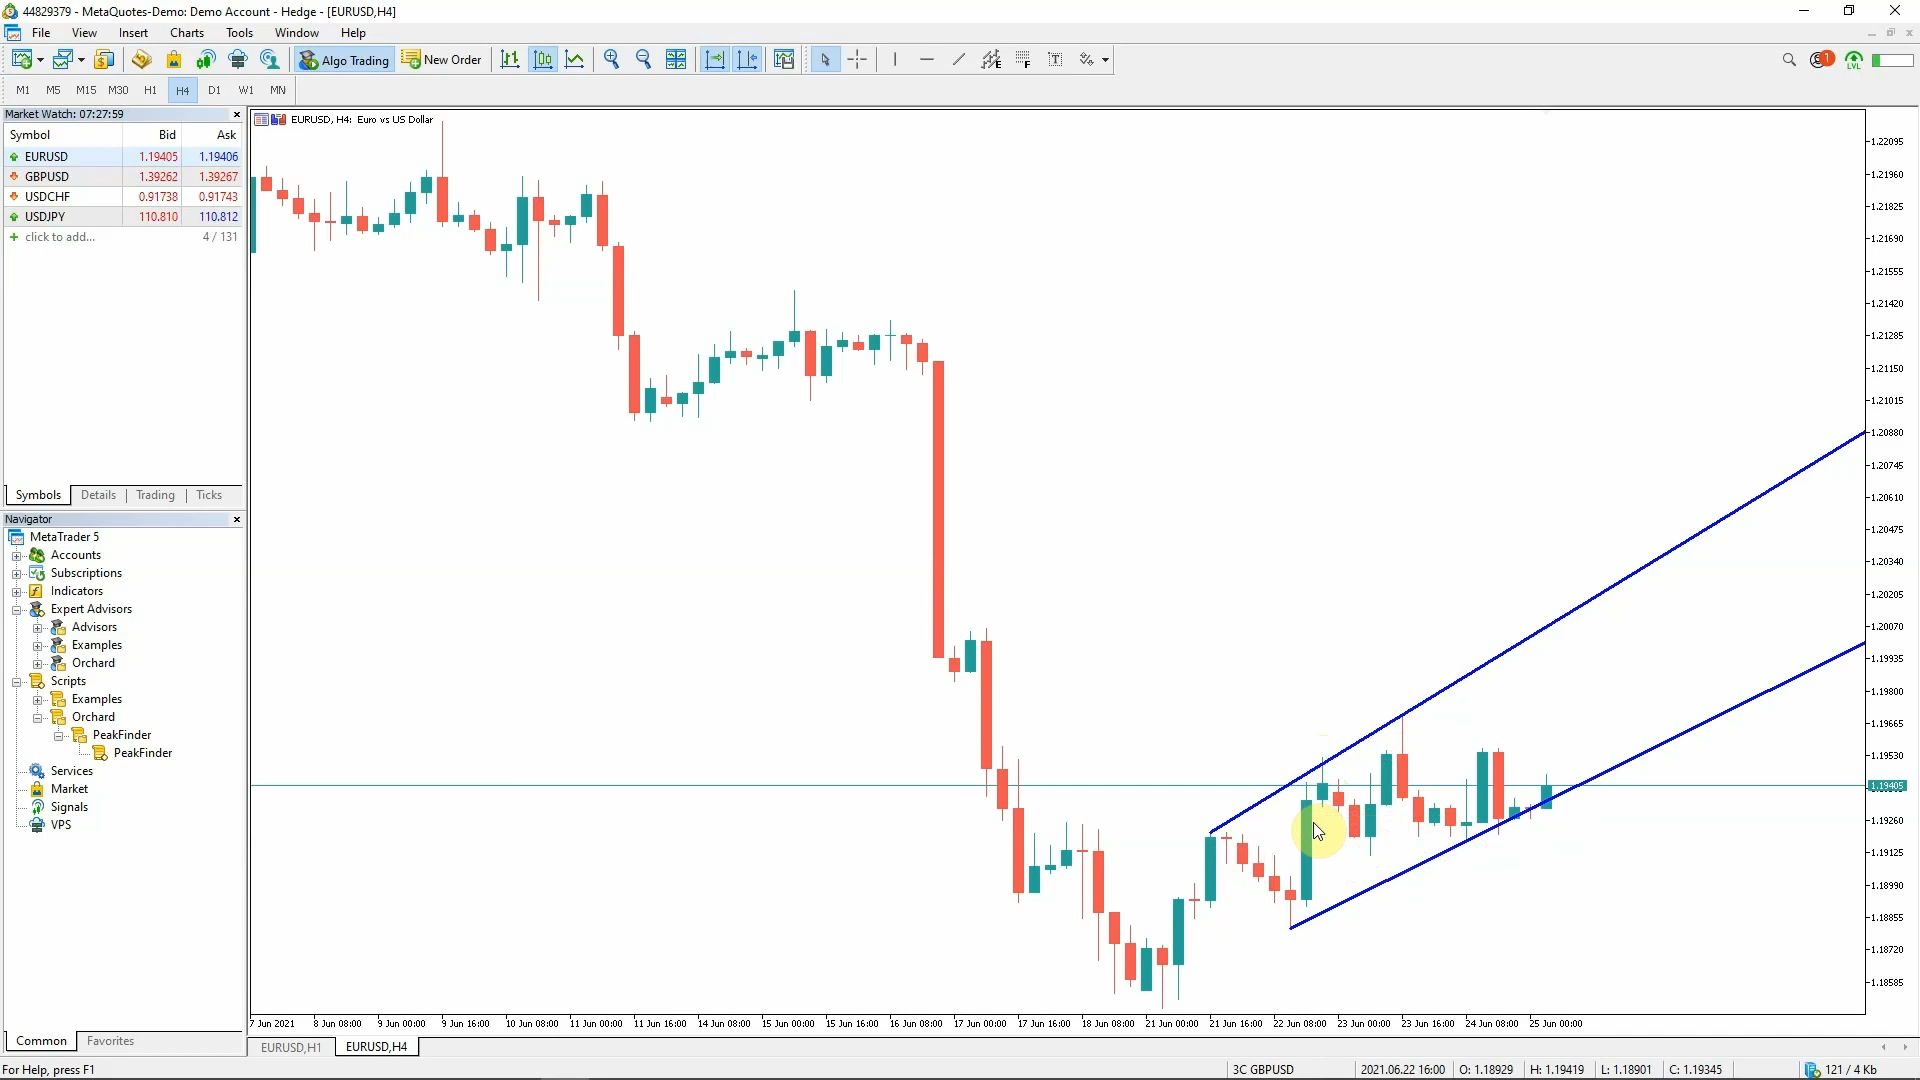 44829379 - MetaQuotes-Demo: Demo Account - Hedge - [EURUSD,H4]
File View Insert Charts Tools Window Help
Algo Trading New Order
M1 M5 M15 M30 H1 H4 D1 W1 MN
Market Watch: 07:27:59
Symbol Bid Ask
EURUSD 1.19405 1.19406
GBPUSD 1.39262 1.39267
USDCHF 0.91738 0.91743
USDJPY 110.810 110.812
click to add... 4 / 131
Symbols Details Trading Ticks
Navigator
MetaTrader 5
Accounts
Subscriptions
Indicators
Expert Advisors
Advisors
Examples
Orchard
Scripts
Examples
Orchard
PeakFinder
PeakFinder
Services
Market
Signals
VPS
Common Favorites
EURUSD, H4: Euro vs US Dollar
1.22095
1.21960
1.21825
1.21690
1.21555
1.21420
1.21285
1.21150
1.21015
1.20880
1.20745
1.20610
1.20475
1.20340
1.20205
1.20070
1.19935
1.19800
1.19665
1.19530
1.19405
1.19260
1.19125
1.18990
1.18855
1.18720
1.18585
7 Jun 2021 8 Jun 08:00 9 Jun 00:00 9 Jun 16:00 10 Jun 08:00 11 Jun 00:00 11 Jun 16:00 14 Jun 08:00 15 Jun 00:00 15 Jun 16:00 16 Jun 08:00 17 Jun 00:00 17 Jun 16:00 18 Jun 08:00 21 Jun 00:00 21 Jun 16:00 22 Jun 08:00 23 Jun 00:00 23 Jun 16:00 24 Jun 08:00 25 Jun 00:00
EURUSD,H1 EURUSD,H4
For Help, press F1 3C GBPUSD 2021.06.22 16:00 O: 1.18929 H: 1.19419 L: 1.18901 C: 1.19345 121 / 4 Kb